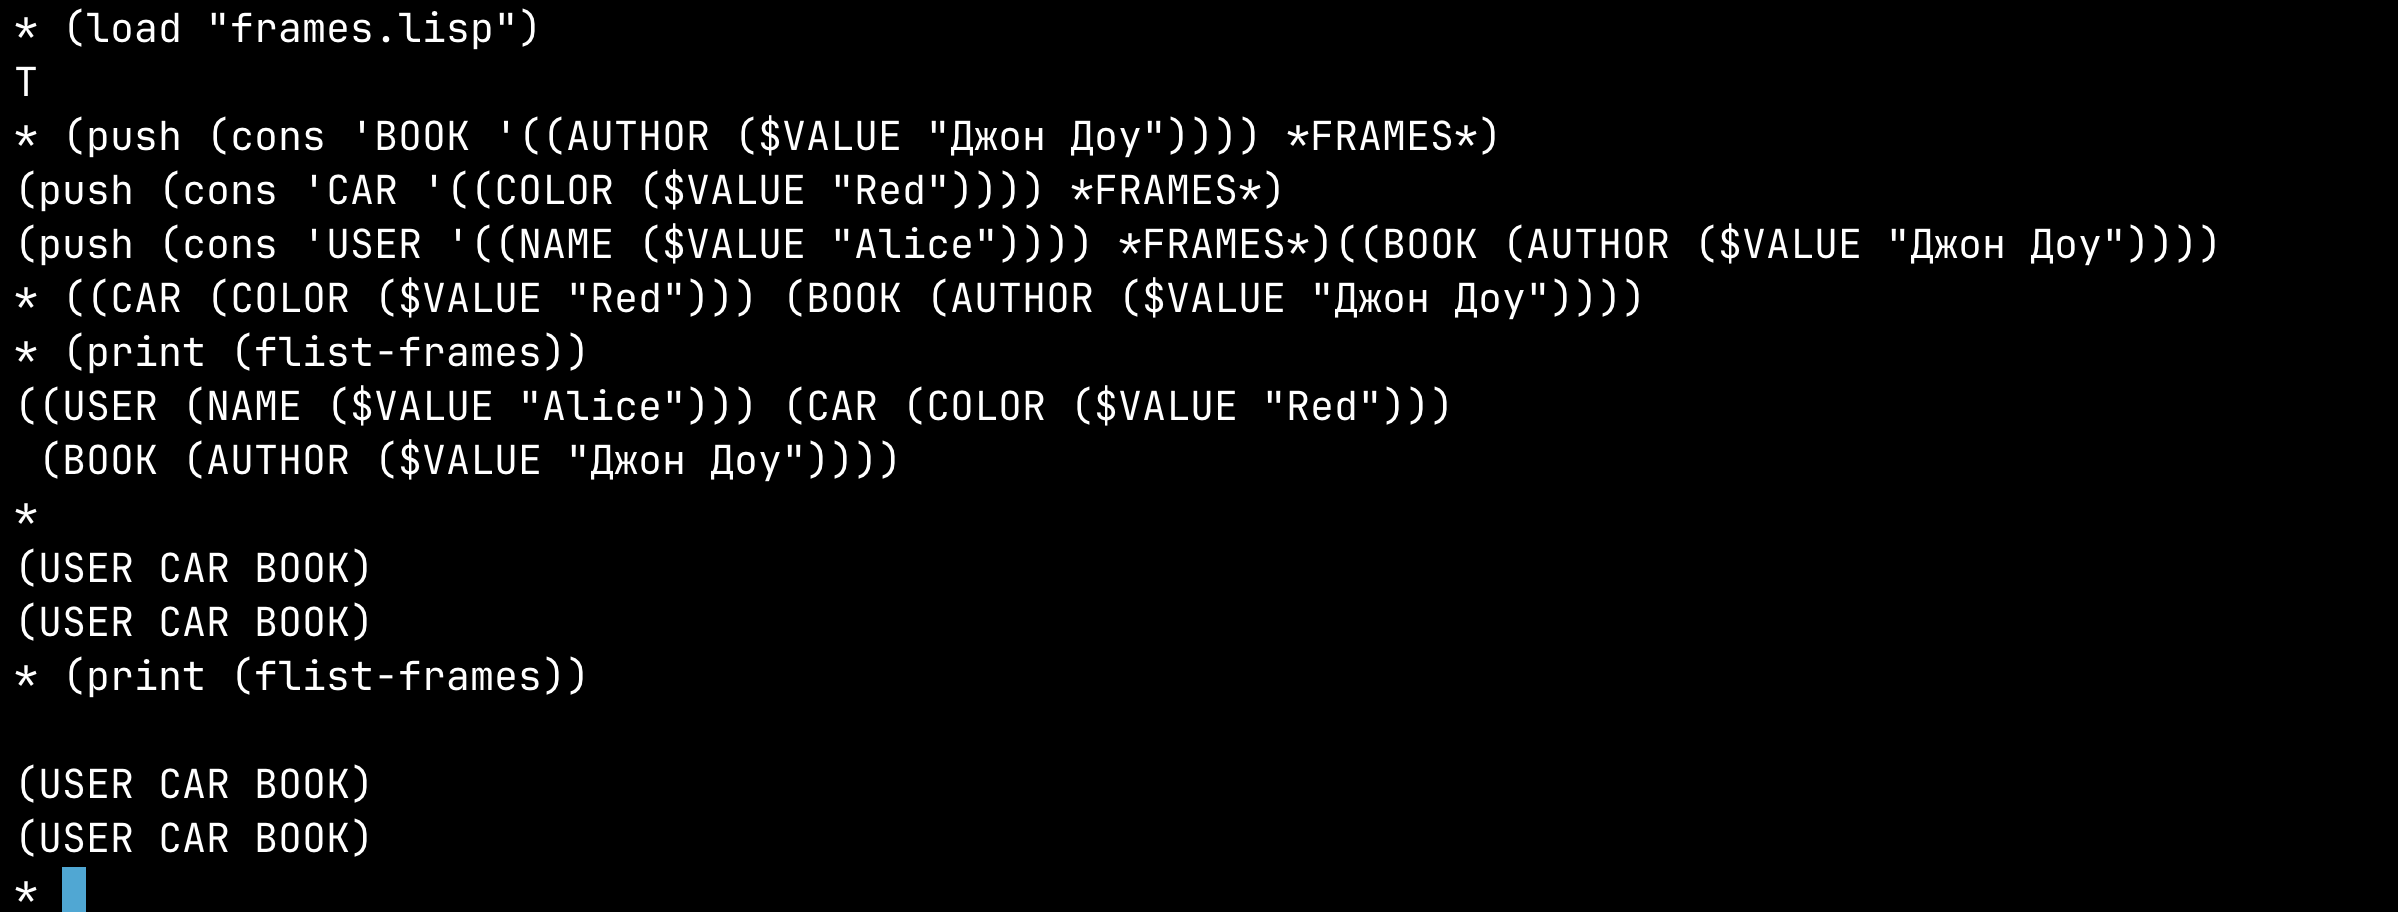 * (load "frames.lisp")
T
* (push (cons 'BOOK '((AUTHOR ($VALUE "Джон Доу")))) *FRAMES*)
(push (cons 'CAR '((COLOR ($VALUE "Red")))) *FRAMES*)
(push (cons 'USER '((NAME ($VALUE "Alice")))) *FRAMES*)((BOOK (AUTHOR ($VALUE "Джон Доу"))))
* ((CAR (COLOR ($VALUE "Red"))) (BOOK (AUTHOR ($VALUE "Джон Доу"))))
* (print (flist-frames))
((USER (NAME ($VALUE "Alice"))) (CAR (COLOR ($VALUE "Red")))
 (BOOK (AUTHOR ($VALUE "Джон Доу"))))
*
(USER CAR BOOK)
(USER CAR BOOK)
* (print (flist-frames))

(USER CAR BOOK)
(USER CAR BOOK)
*